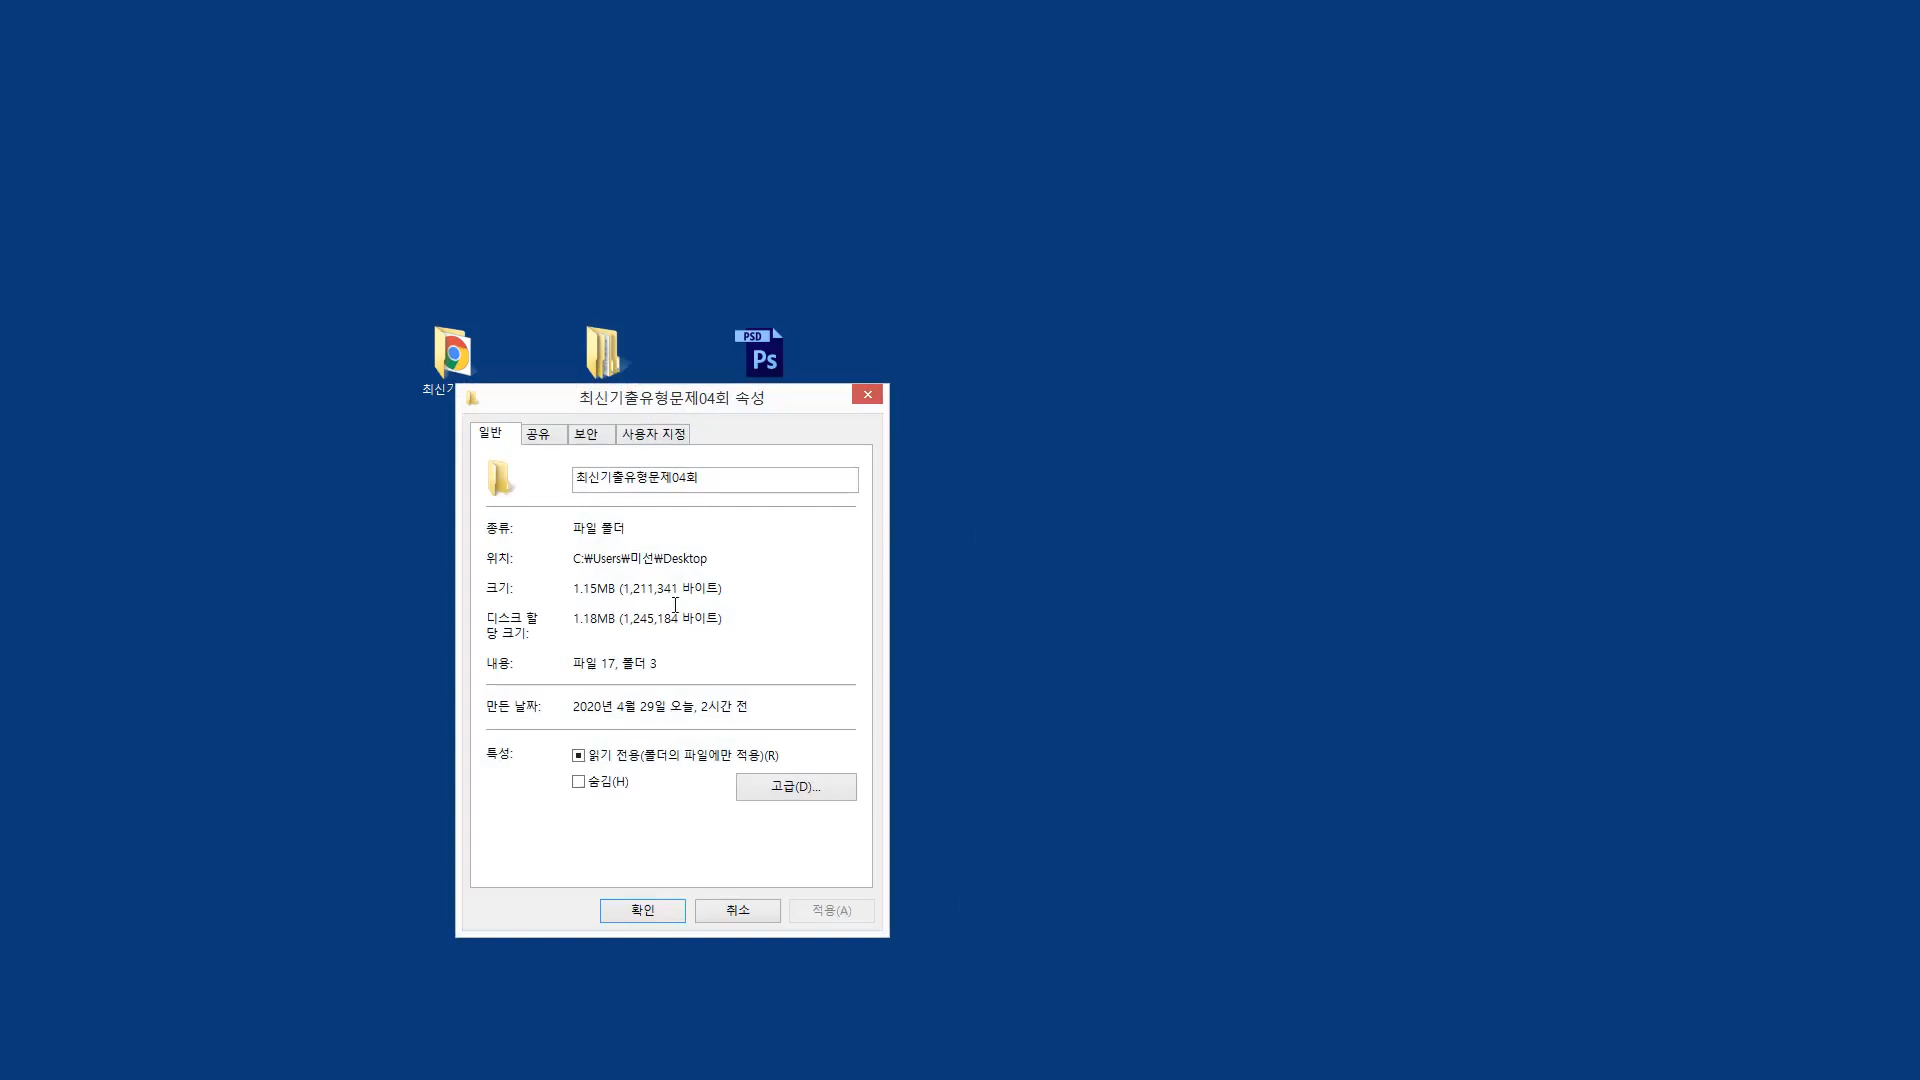 PSD
Ps
최신기
최신기출유형문제04회 속성
일반 공유 보안 사용자 지정
최신기출유형문제04회
종류: 파일 폴더
위치: C:₩Users₩미선₩Desktop
크기: 1.15MB (1,211,341 바이트)
디스크 할 1.18MB (1,245,184 바이트)
당 크기:
내용: 파일 17, 폴더 3
만든 날짜: 2020년 4월 29일 오늘, 2시간 전
특성: 읽기 전용(폴더의 파일에만 적용)(R)
숨김(H)
고급(D)...
확인 취소 적용(A)